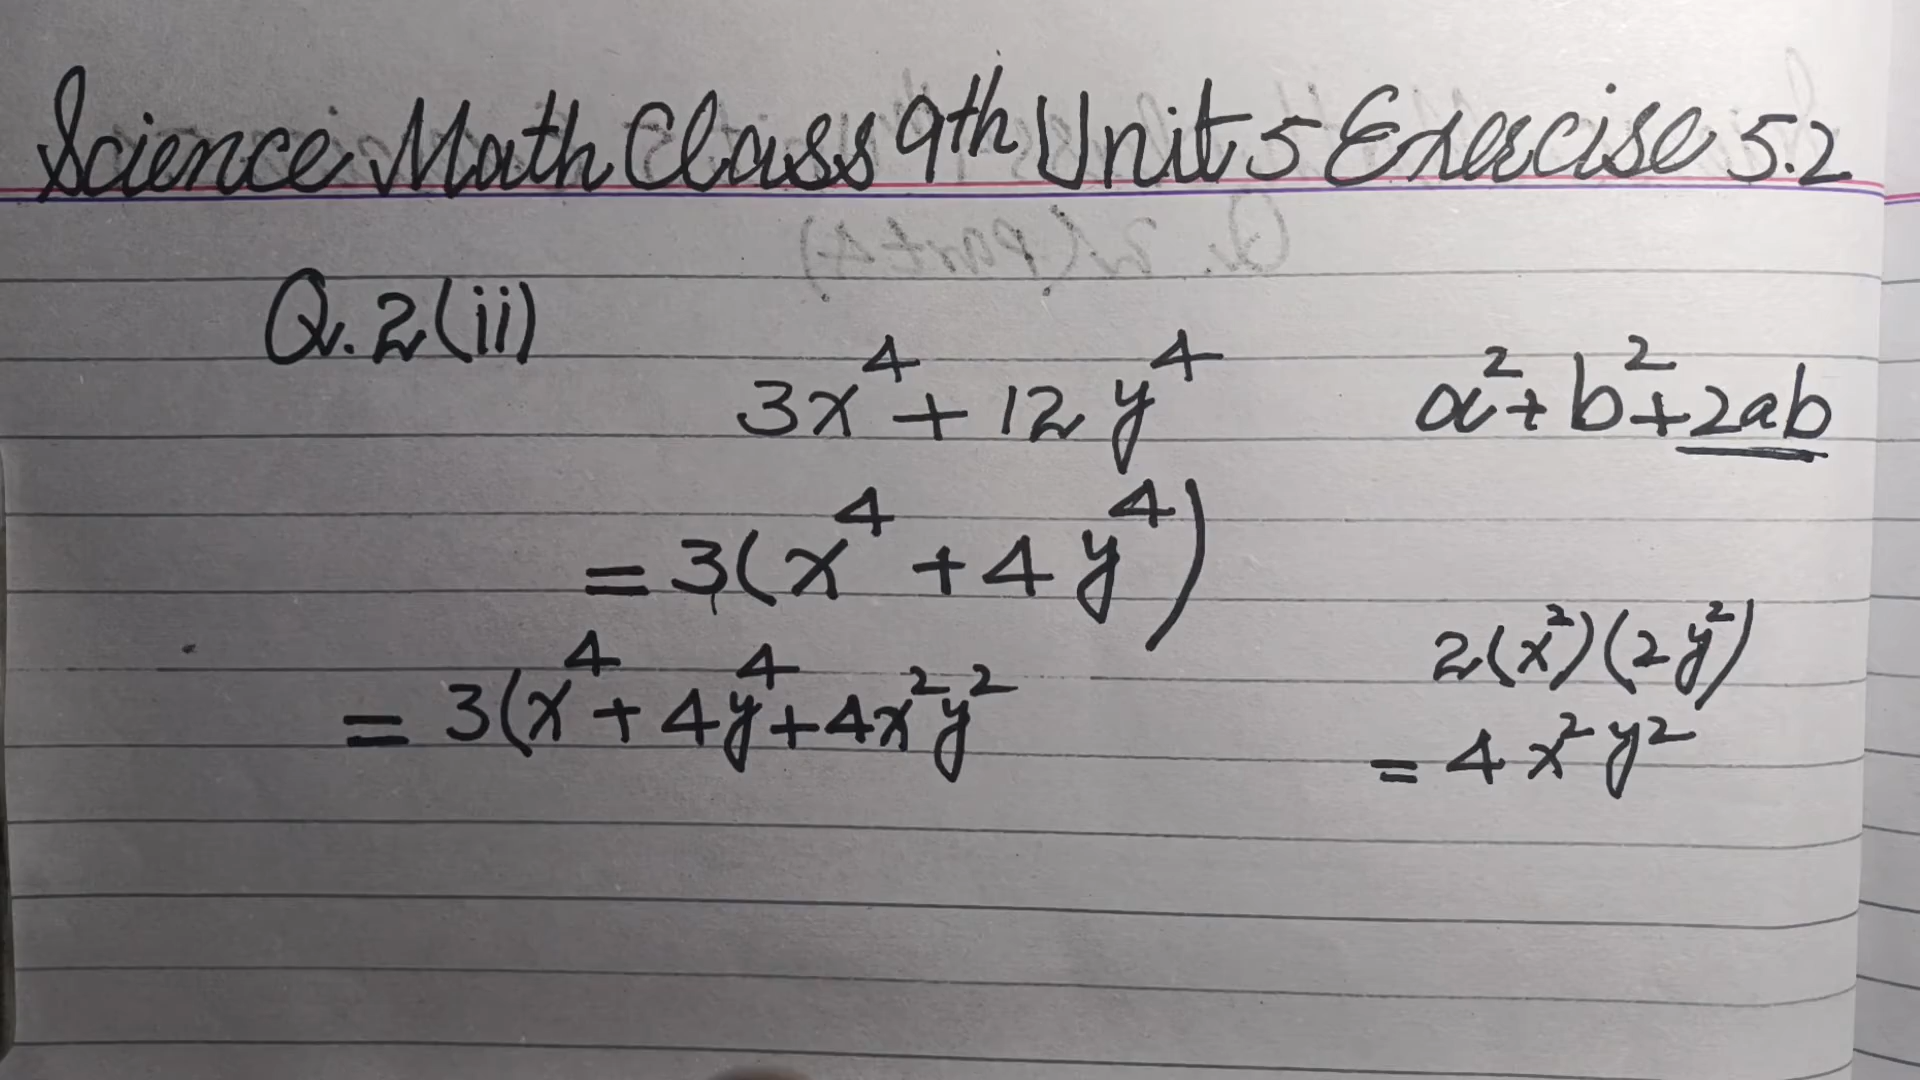 Science Math Class 9th Unit 5 Exercise 5.2
Q. 2(ii)
3x⁴ + 12y⁴
a² + b² + 2ab
= 3(x⁴ + 4y⁴)
2(x²)(2y²)
= 3(x⁴ + 4y⁴ + 4x²y²
= 4x²y²